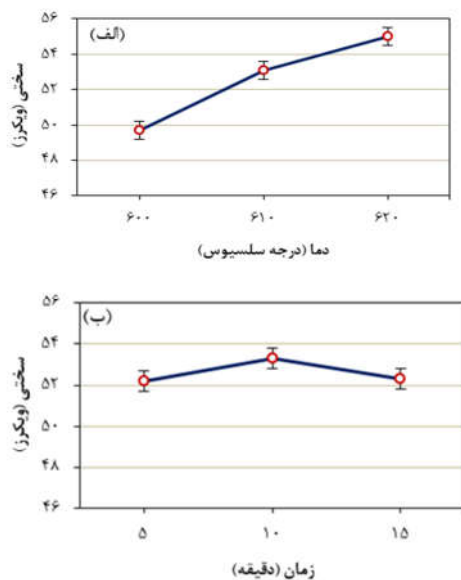 (الف)
سختی (ویکرز)
۵۶
۵۴
۵۲
۵۰
۴۸
۴۶
۶۰۰ ۶۱۰ ۶۲۰
دما (درجه سلسیوس)
(ب)
سختی (ویکرز)
۵۶
۵۴
۵۲
۵۰
۴۸
۴۶
۵ ۱۰ ۱۵
زمان (دقیقه)